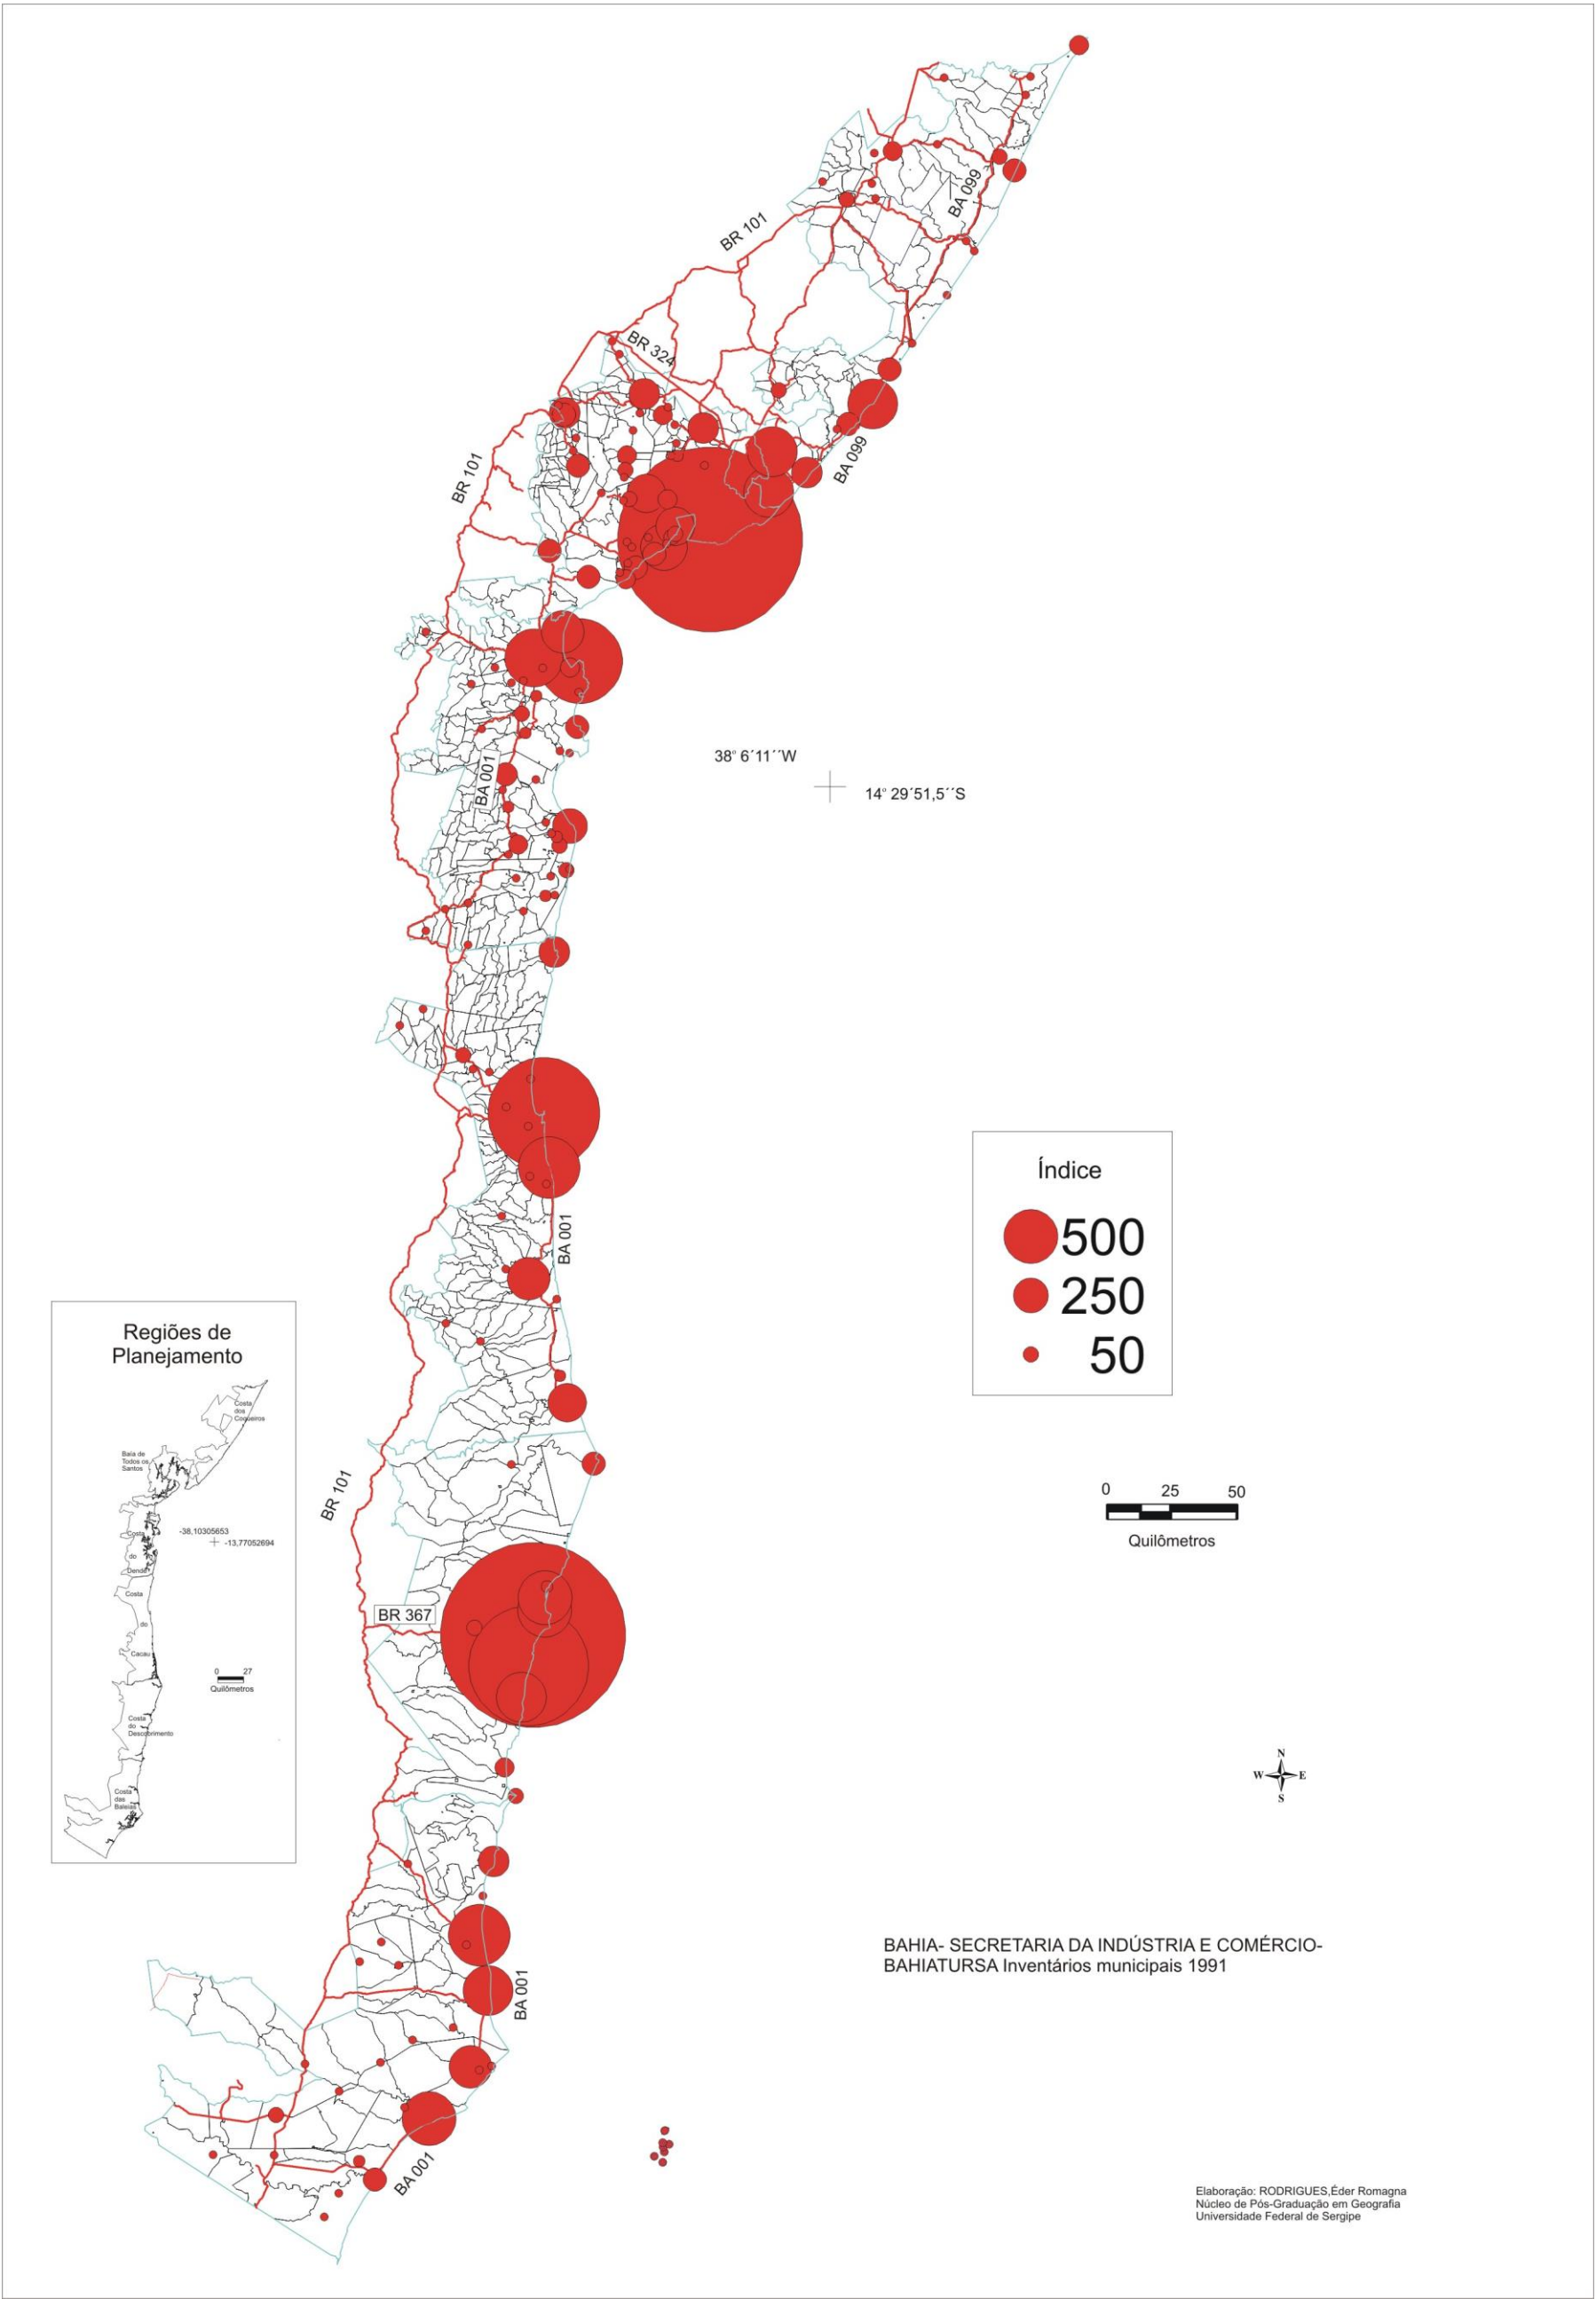 BA 099
BR 101
BR 324
BA 099
BR 101
38° 6´11´´W
14° 29´51,5´´S
BA 001
Índice
500
250
50
BA 001
Regiões de
Planejamento
Costa
dos
Coqueiros
Baía de
Todos os
Santos
-38,10305653
-13,77052694
Costa
do
Dendê
Costa
do
Cacau
0 27
Quilômetros
Costa
do
Descobrimento
Costa
das
Baleias
0 25 50
Quilômetros
BR 101
BR 367
N
W E
S
BAHIA- SECRETARIA DA INDÚSTRIA E COMÉRCIO-
BAHIATURSA Inventários municipais 1991
BA 001
BA 001
Elaboração: RODRIGUES,Éder Romagna
Núcleo de Pós-Graduação em Geografia
Universidade Federal de Sergipe